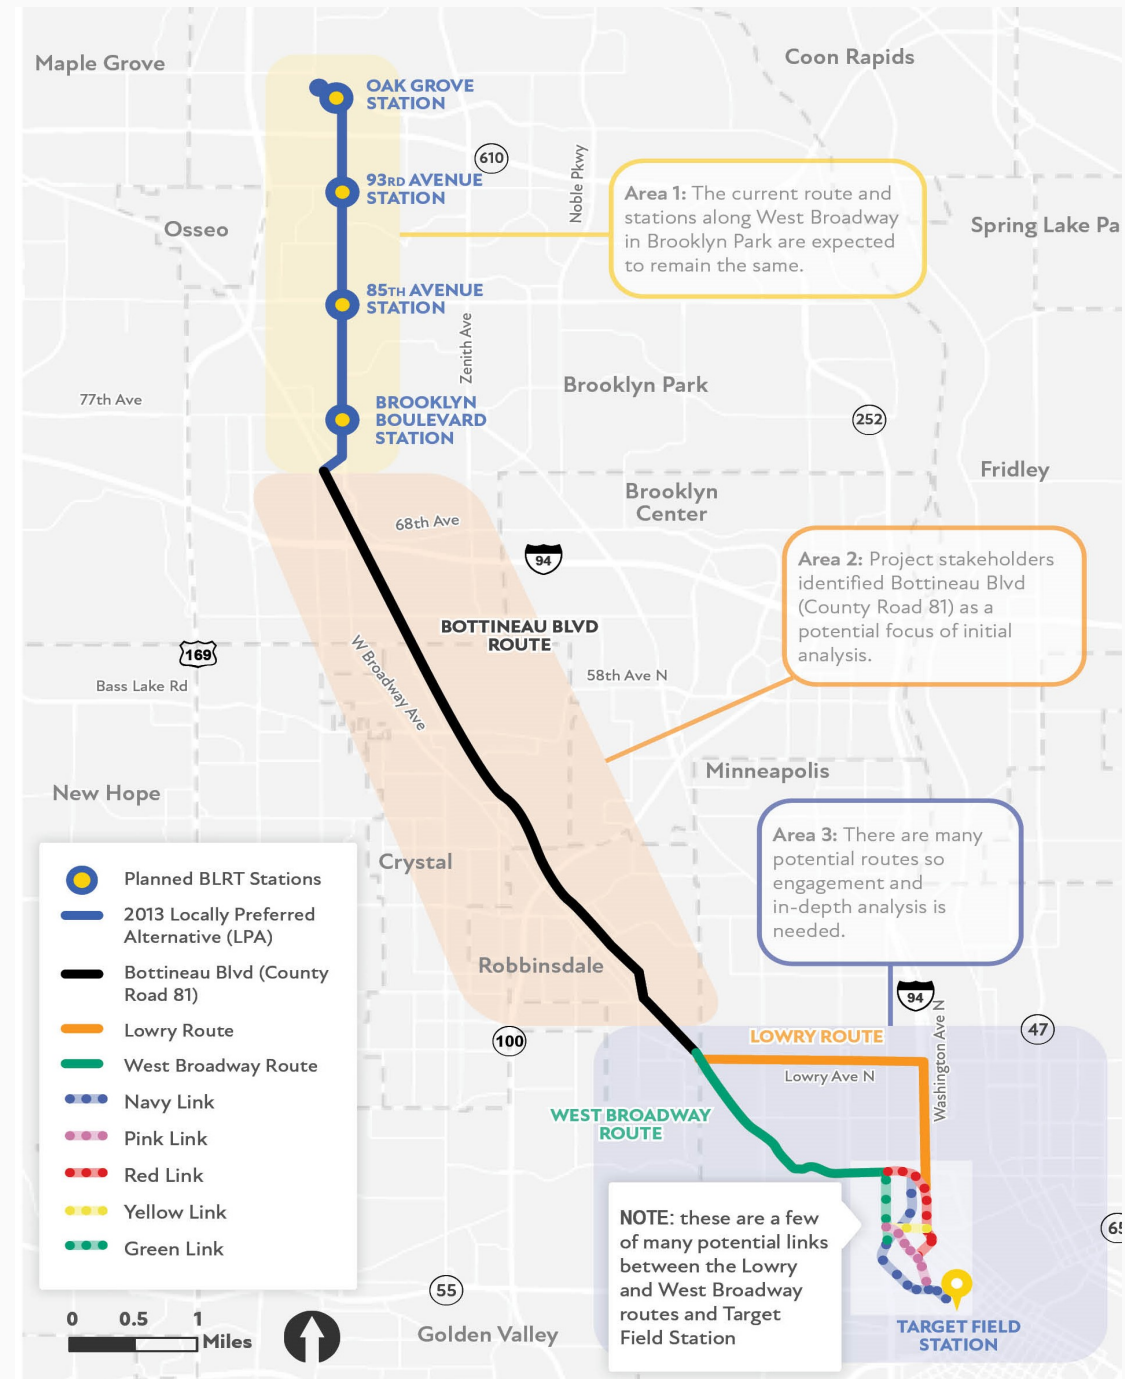 Maple Grove
Coon Rapids
OAK GROVE
STATION
610
Noble Pkwy
93RD AVENUE
STATION
Area 1: The current route and
stations along West Broadway
in Brooklyn Park are expected
to remain the same.
Osseo
Spring Lake Pa
85TH AVENUE
STATION
Zenith Ave
Brooklyn Park
77th Ave
BROOKLYN
BOULEVARD
STATION
252
Fridley
Brooklyn
Center
68th Ave
94
Area 2: Project stakeholders
identified Bottineau Blvd
(County Road 81) as a
potential focus of initial
analysis.
BOTTINEAU BLVD
ROUTE
169
W Broadway Ave
58th Ave N
Bass Lake Rd
Minneapolis
New Hope
Area 3: There are many
potential routes so
engagement and
in-depth analysis is
needed.
Crystal
Robbinsdale
94
Washington Ave N
47
100
LOWRY ROUTE
Lowry Ave N
WEST BROADWAY
ROUTE
Planned BLRT Stations
2013 Locally Preferred
Alternative (LPA)
Bottineau Blvd (County
Road 81)
Lowry Route
West Broadway Route
Navy Link
Pink Link
Red Link
Yellow Link
Green Link
NOTE: these are a few
of many potential links
between the Lowry
and West Broadway
routes and Target
Field Station
65
55
TARGET FIELD
STATION
Golden Valley
0 0.5 1
Miles